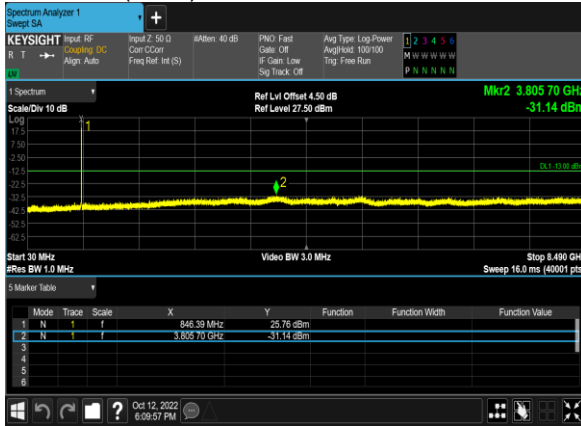 Spectrum Analyzer 1
Swept SA
KEYSIGHT Input: RF Input Z: 50 Ω #Atten: 40 dB PNO: Fast Avg Type: Log-Power 1 2 3 4 5 6
R T Coupling: DC Corr CCorr Gate: Off Avg|Hold: 100/100 M W W W W W
Align: Auto Freq Ref: Int (S) IF Gain: Low Trig: Free Run
Sig Track: Off P N N N N N
1 Spectrum Ref Lvl Offset 4.50 dB Mkr2 3.805 70 GHz
Scale/Div 10 dB Ref Level 27.50 dBm -31.14 dBm
Log
17.5
7.50
-2.50
-12.5
-22.5
-32.5
-42.5
-52.5
-62.5
1
2
DL1 -13.00 dBm
Start 30 MHz Video BW 3.0 MHz Stop 8.490 GH
#Res BW 1.0 MHz Sweep 16.0 ms (40001 pts
5 Marker Table
Mode Trace Scale X Y Function Function Width Function Value
1 N 1 f 846.39 MHz 25.76 dBm
2 N 1 f 3.805 70 GHz -31.14 dBm
3
4
5
6
? Oct 12, 2022
6:09:57 PM